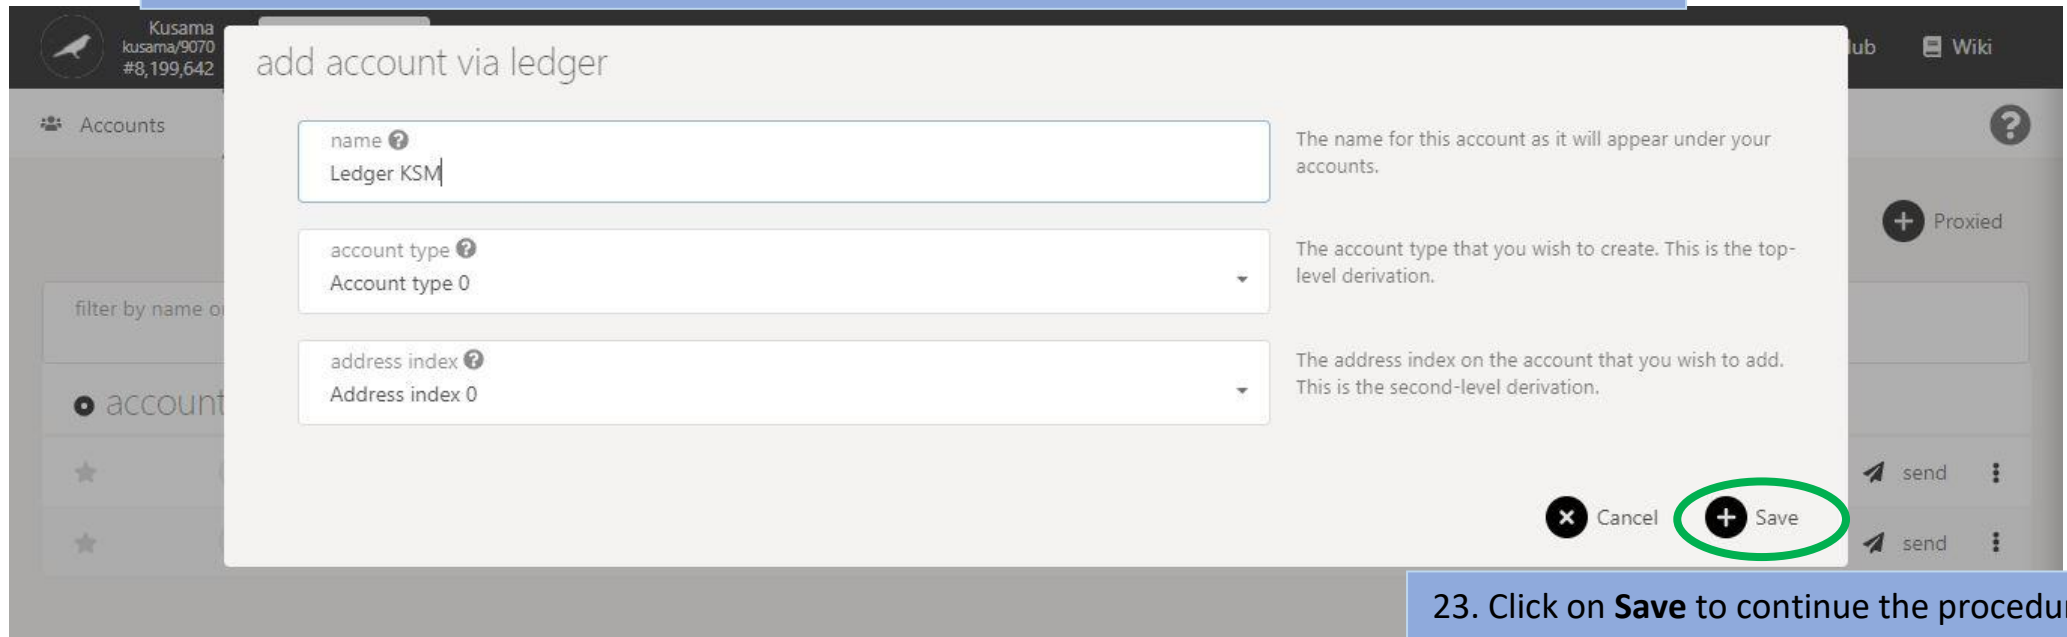 Kusama
kusama/9070
#8,199,642
add account via ledger
lub
Wiki
Accounts
name
Ledger KSM
The name for this account as it will appear under your
accounts.
Proxied
account type
Account type 0
The account type that you wish to create. This is the top-
level derivation.
filter by name o
address index
Address index 0
The address index on the account that you wish to add.
This is the second-level derivation.
account
send
Cancel
Save
send
23. Click on Save to continue the procedu